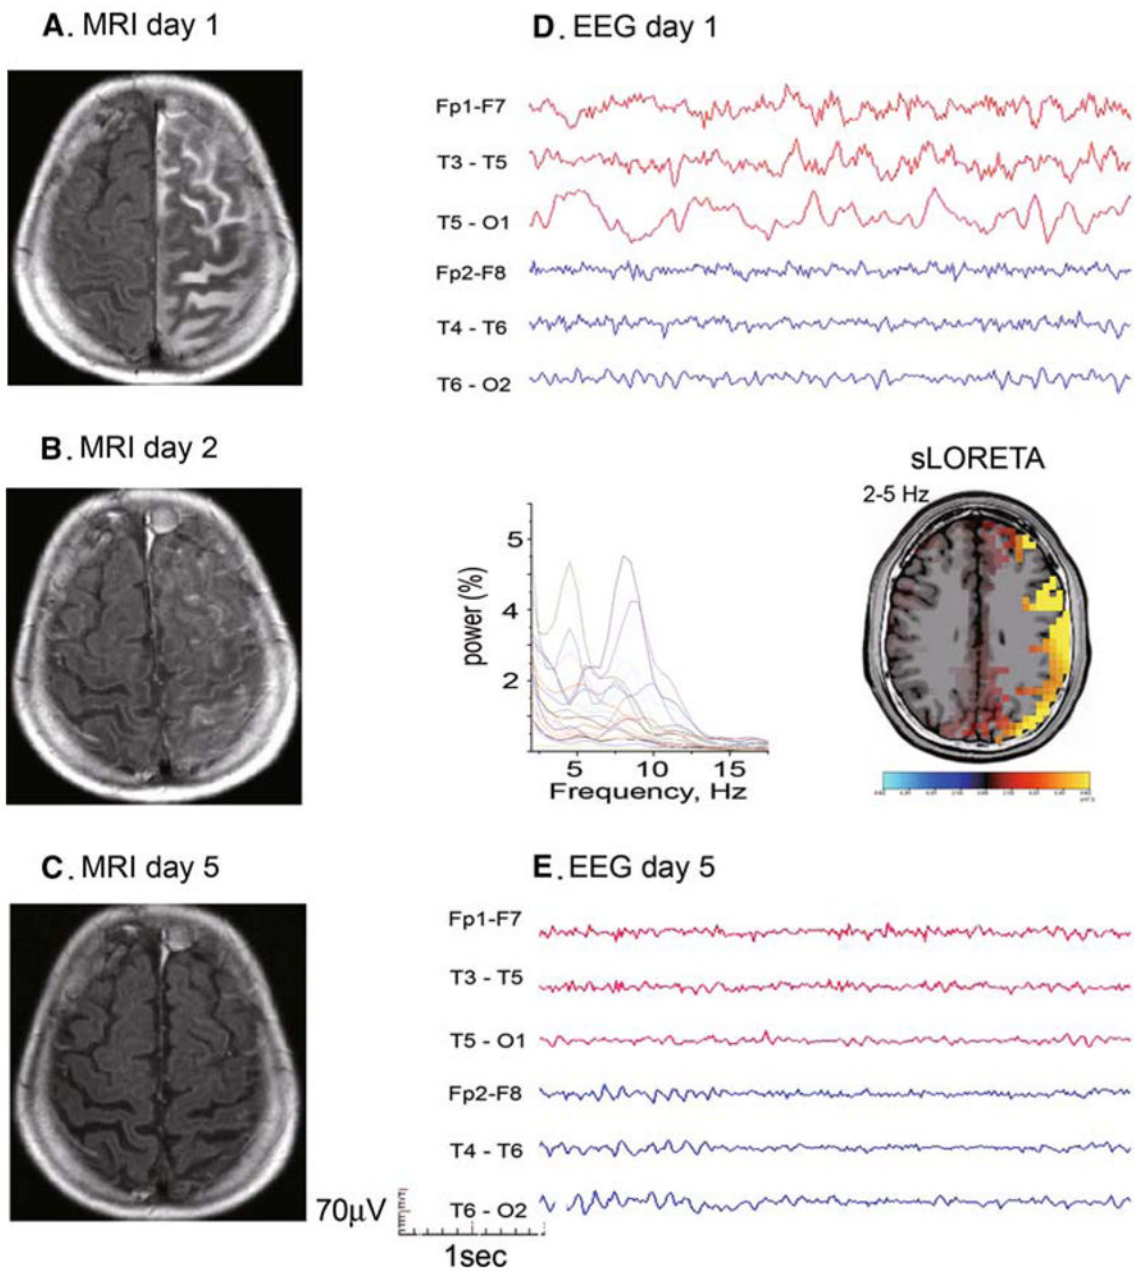 A. MRI day 1
D. EEG day 1
Fp1-F7
T3 - T5
T5 - O1
Fp2-F8
T4 - T6
T6 - O2
B. MRI day 2
sLORETA
2-5 Hz
power (%)
5
4
2
5 10 15
Frequency, Hz
C. MRI day 5
E. EEG day 5
Fp1-F7
T3 - T5
T5 - O1
Fp2-F8
T4 - T6
T6 - O2
70µV
1sec